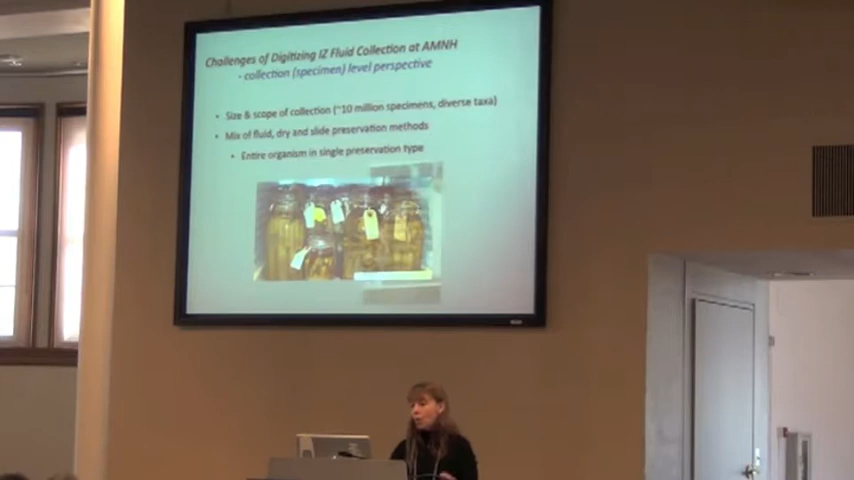 Challenges of Digitizing IZ Fluid Collection at AMNH
- collection (specimen) level perspective
• Size & scope of collection (~10 million specimens, diverse taxa)
• Mix of fluid, dry and slide preservation methods
• Entire organism in single preservation type